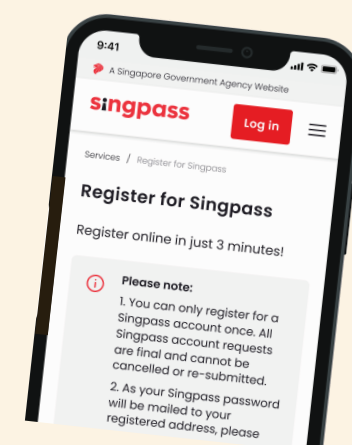 9:41
A Singapore Government Agency Website
singpass
Log in
Services / Register for Singpass
Register for Singpass
Register online in just 3 minutes!
Please note:
1. You can only register for a
Singpass account once. All
Singpass account requests
are final and cannot be
cancelled or re-submitted.
2. As your Singpass password
will be mailed to your
registered address, please